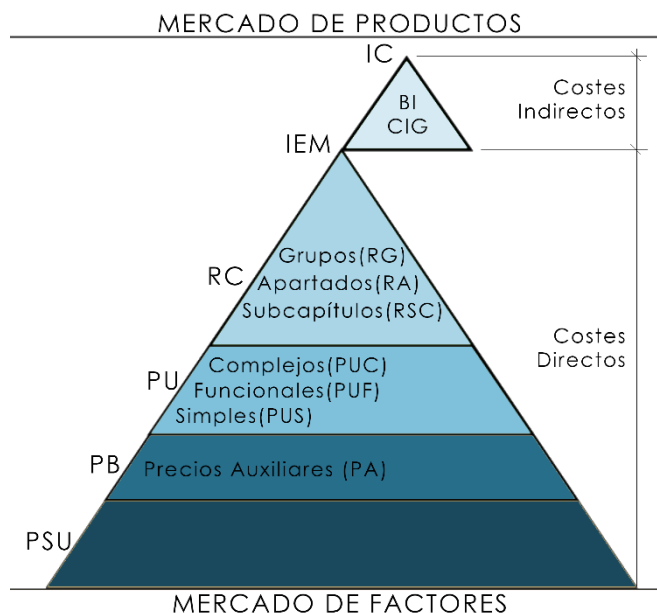 MERCADO DE PRODUCTOS
IC
BI
CIG
Costes
Indirectos
IEM
RC
Grupos(RG)
Apartados(RA)
Subcapítulos(RSC)
Costes
Directos
PU
Complejos(PUC)
Funcionales(PUF)
Simples(PUS)
PB
Precios Auxiliares (PA)
PSU
MERCADO DE FACTORES